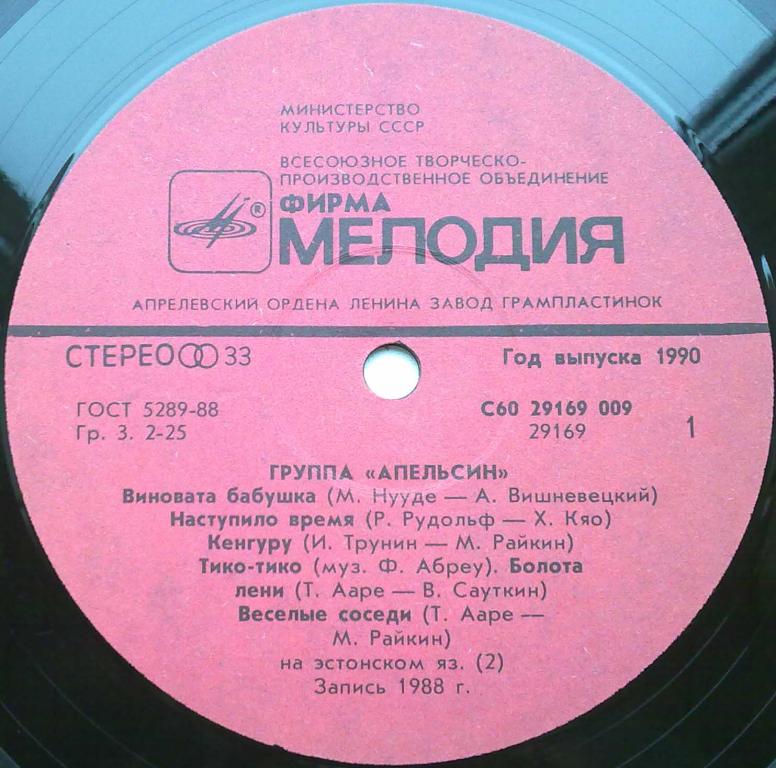 МИНИСТЕРСТВО
КУЛЬТУРЫ СССР
ВСЕСОЮЗНОЕ ТВОРЧЕСКО-
ПРОИЗВОДСТВЕННОЕ ОБЪЕДИНЕНИЕ
®
ФИРМА
МЕЛОДИЯ
АПРЕЛЕВСКИЙ ОРДЕНА ЛЕНИНА ЗАВОД ГРАМПЛАСТИНОК
СТЕРЕО 33 Год выпуска 1990
ГОСТ 5289-88 С60 29169 009
Гр. 3. 2-25 29169 1
ГРУППА «АПЕЛЬСИН»
Виновата бабушка (М. Нууде — А. Вишневецкий)
Наступило время (Р. Рудольф — Х. Кяо)
Кенгуру (И. Трунин — М. Райкин)
Тико-тико (муз. Ф. Абреу). Болота
лени (Т. Ааре — В. Сауткин)
Веселые соседи (Т. Ааре —
М. Райкин)
на эстонском яз. (2)
Запись 1988 г.